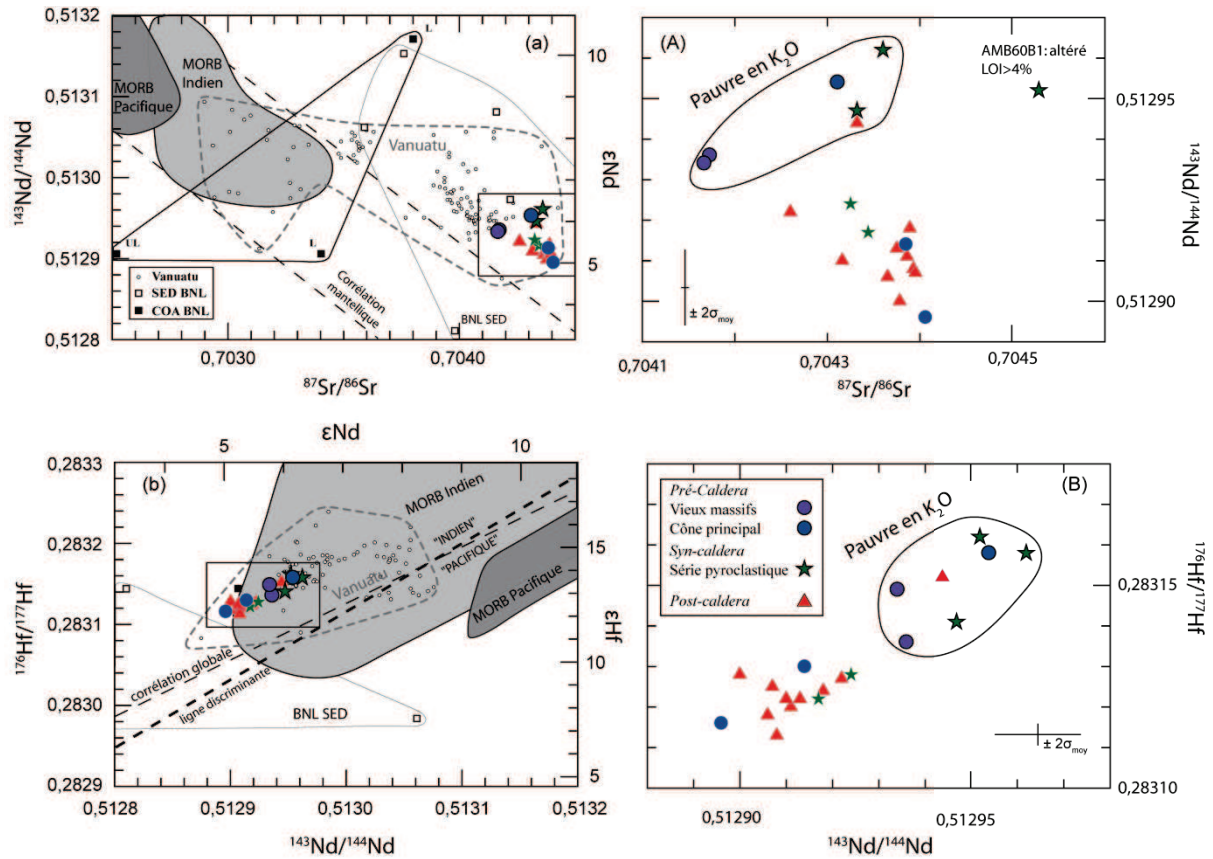 0,5132
0,5131
0,5130
0,5129
0,5128
143Nd/144Nd
0,7030
0,7040
87Sr/86Sr
10
5
εNd
(a)
MORB
Pacifique
MORB
Indien
Vanuatu
L
UL
L
Corrélation
mantellique
BNL SED
Vanuatu
SED BNL
COA BNL
(A)
Pauvre en K2O
AMB60B1: altéré
LOI>4%
± 2σmoy
0,51295
0,51290
143Nd/144Nd
0,7041
0,7043
0,7045
87Sr/86Sr
εNd
5
10
(b)
0,2833
0,2832
0,2831
0,2830
0,2829
176Hf/177Hf
MORB Indien
"INDIEN"
"PACIFIQUE"
Vanuatu
MORB Pacifique
corrélation globale
ligne discriminante
BNL SED
15
10
5
εHf
0,5128
0,5129
0,5130
0,5131
0,5132
143Nd/144Nd
(B)
Pré-Caldera
Vieux massifs
Cône principal
Syn-caldera
Série pyroclastique
Post-caldera
Pauvre en K2O
± 2σmoy
0,28315
0,28310
176Hf/177Hf
0,51290
0,51295
143Nd/144Nd